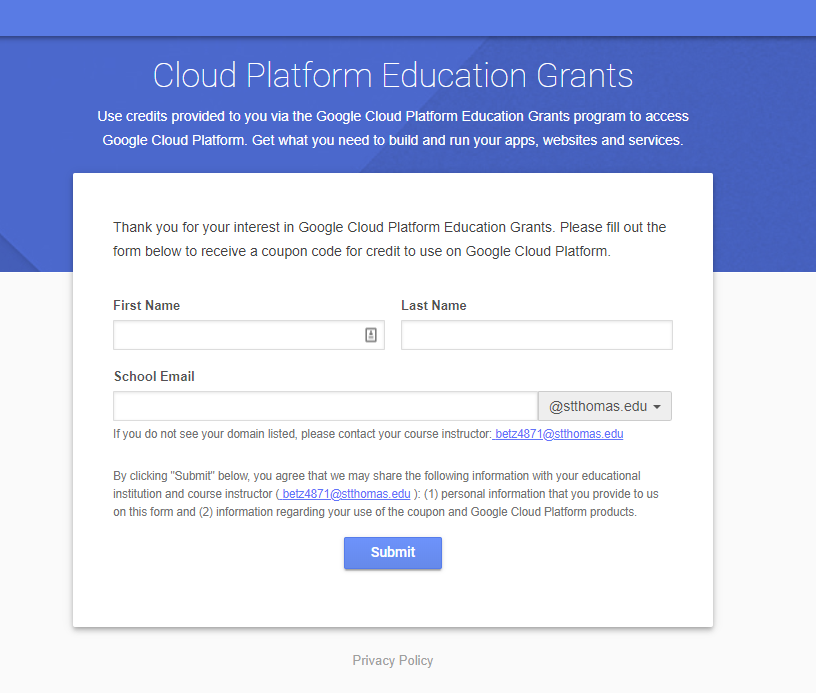 Cloud Platform Education Grants
Use credits provided to you via the Google Cloud Platform Education Grants program to access
Google Cloud Platform. Get what you need to build and run your apps, websites and services.
Thank you for your interest in Google Cloud Platform Education Grants. Please fill out the
form below to receive a coupon code for credit to use on Google Cloud Platform.
First Name
Last Name
School Email
@stthomas.edu
If you do not see your domain listed, please contact your course instructor: betz4871@stthomas.edu
By clicking "Submit" below, you agree that we may share the following information with your educational
institution and course instructor ( betz4871@stthomas.edu ): (1) personal information that you provide to us
on this form and (2) information regarding your use of the coupon and Google Cloud Platform products.
Submit
Privacy Policy